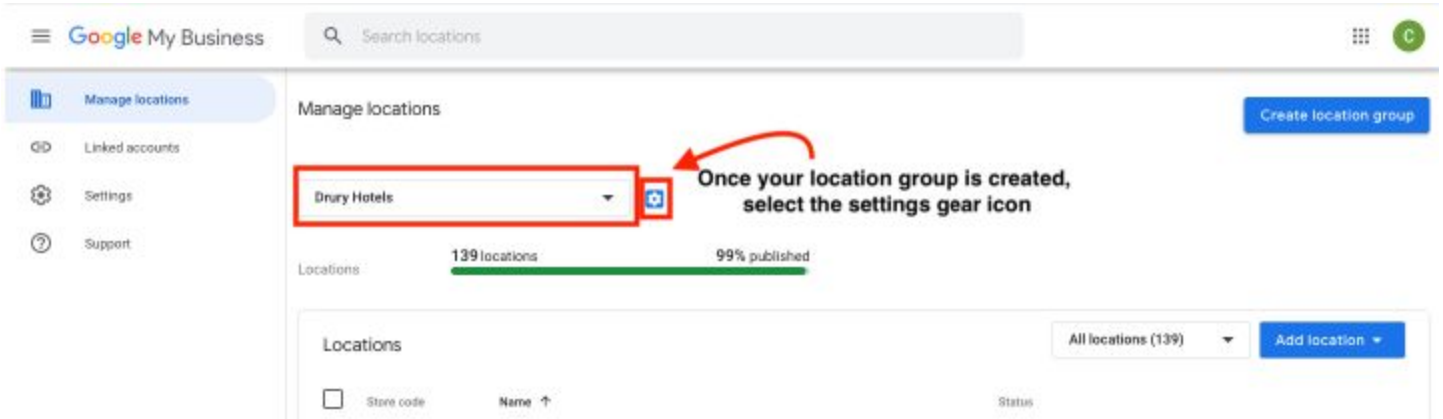 Google My Business
Search locations
C
Manage locations
Linked accounts
Settings
Support
Manage locations
Create location group
Drury Hotels
Once your location group is created,
select the settings gear icon
Locations
139 locations
99% published
Locations
All locations (139)
Add location
Store code
Name ↑
Status